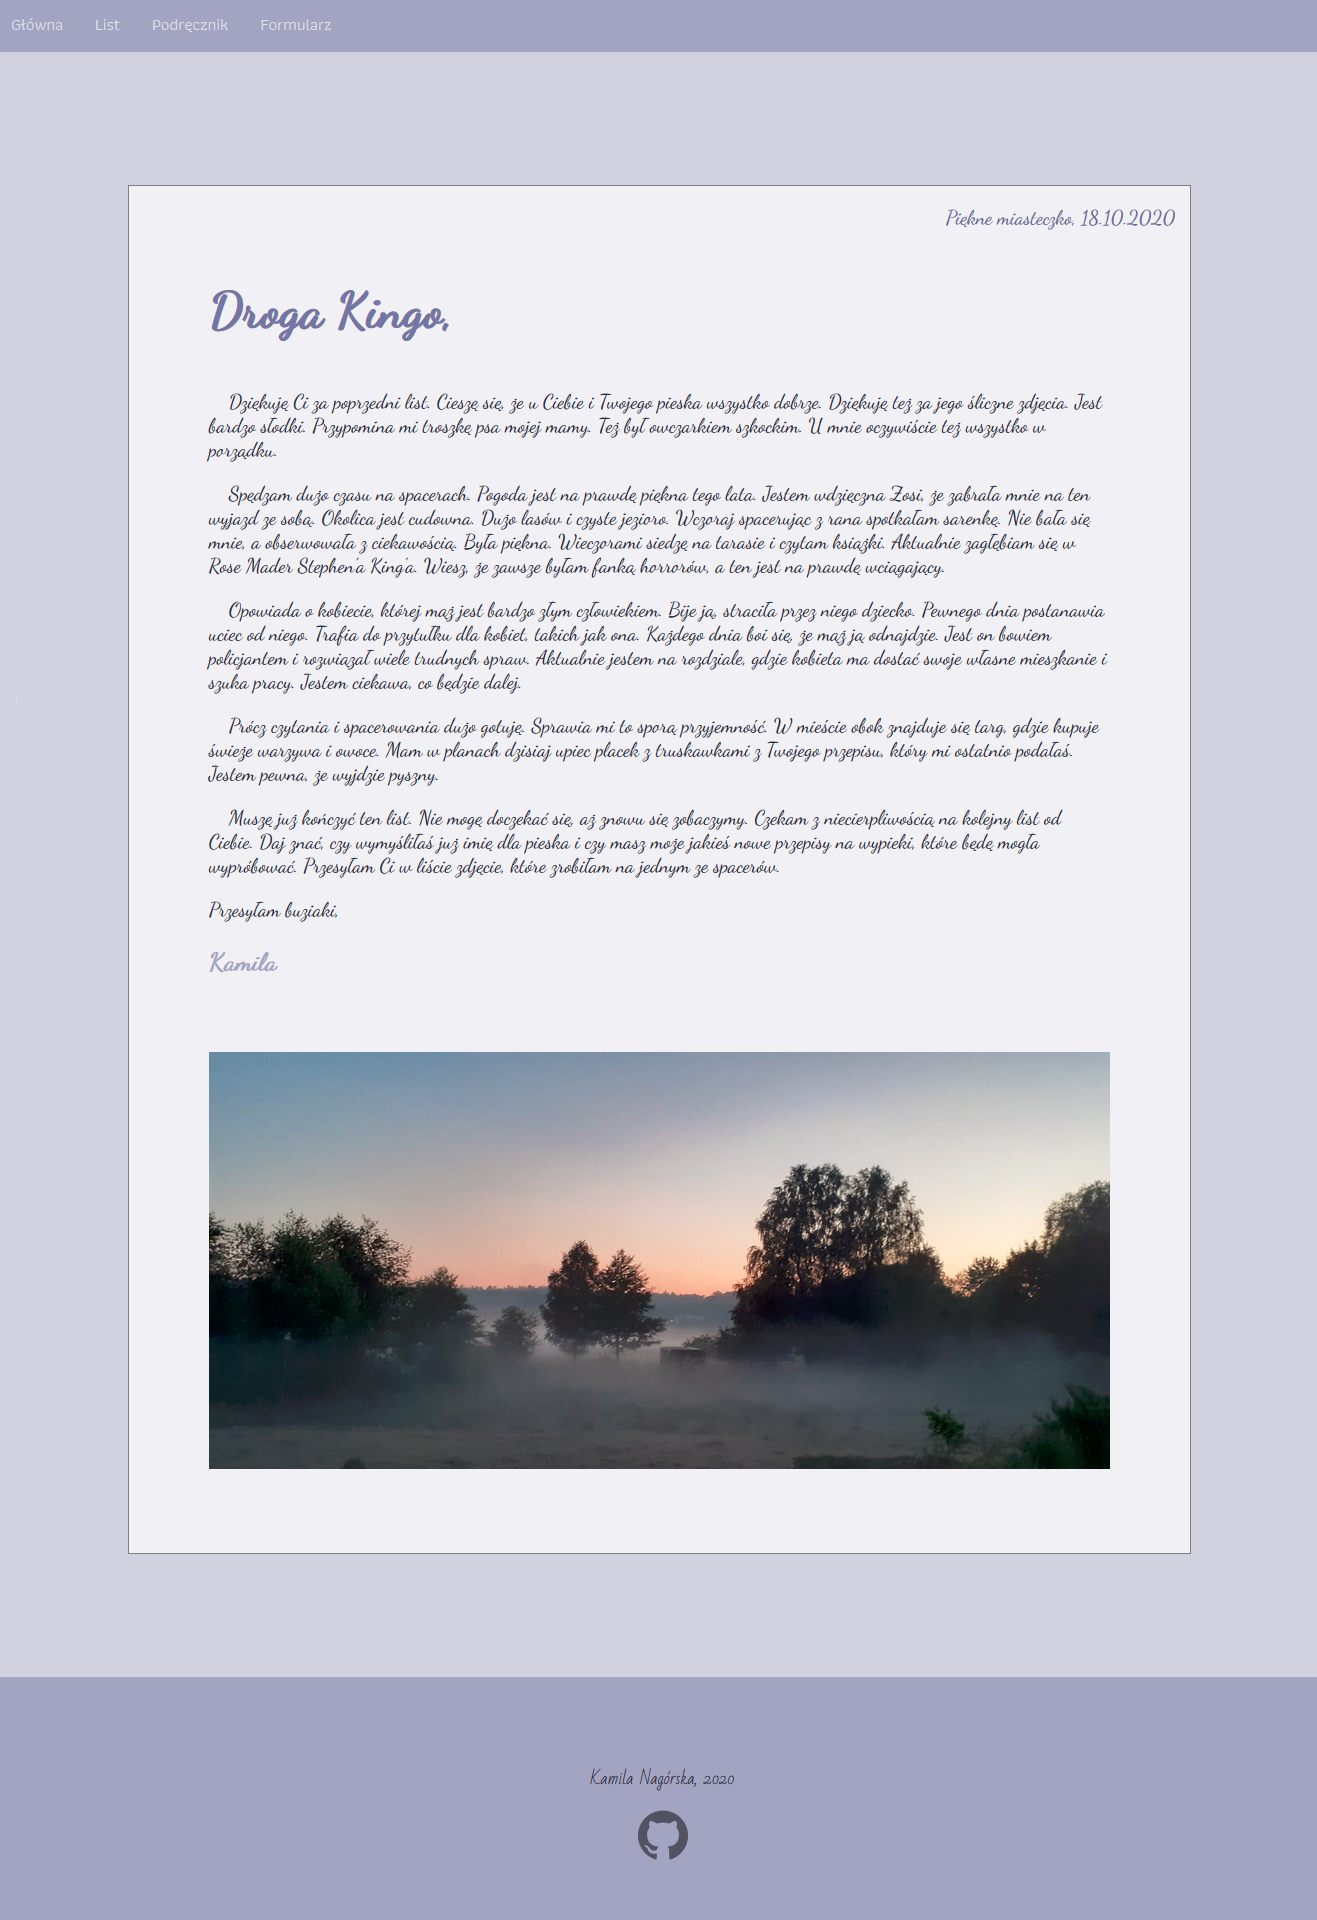 Główna List Podręcznik Formularz
Piękne miasteczko, 18.10.2020
Droga Kingo,
Dziękuję Ci za poprzedni list. Cieszę się, że u Ciebie i Twojego pieska wszystko dobrze. Dziękuję też za jego śliczne zdjęcia. Jest
bardzo słodki. Przypomina mi troszkę psa mojej mamy. Też był owczarkiem szkockim. U mnie oczywiście też wszystko w
porządku.
Spędzam dużo czasu na spacerach. Pogoda jest na prawdę piękna tego lata. Jestem wdzięczna Zosi, że zabrała mnie na ten
wyjazd ze sobą. Okolica jest cudowna. Dużo lasów i czyste jezioro. Wczoraj spacerując z rana spotkałam sarenkę. Nie bała się
mnie, a obserwowała z ciekawością. Była piękna. Wieczorami siedzę na tarasie i czytam książki. Aktualnie zagłębiam się w
Rose Mader Stephen'a King'a. Wiesz, że zawsze byłam fanką horrorów, a ten jest na prawdę wciągający.
Opowiada o kobiecie, której mąż jest bardzo złym człowiekiem. Bije ją, straciła przez niego dziecko. Pewnego dnia postanawia
uciec od niego. Trafia do przytułku dla kobiet, takich jak ona. Każdego dnia boi się, że mąż ją odnajdzie. Jest on bowiem
policjantem i rozwiązał wiele trudnych spraw. Aktualnie jestem na rozdziale, gdzie kobieta ma dostać swoje własne mieszkanie i
szuka pracy. Jestem ciekawa, co będzie dalej.
Prócz czytania i spacerowania dużo gotuję. Sprawia mi to sporą przyjemność. W mieście obok znajduje się targ, gdzie kupuje
świeże warzywa i owoce. Mam w planach dzisiaj upiec placek z truskawkami z Twojego przepisu, który mi ostatnio podałaś.
Jestem pewna, że wyjdzie pyszny.
Muszę już kończyć ten list. Nie mogę doczekać się, aż znowu się zobaczymy. Czekam z niecierpliwością na kolejny list od
Ciebie. Daj znać, czy wymyśliłaś już imię dla pieska i czy masz może jakieś nowe przepisy na wypieki, które będę mogła
wypróbować. Przesyłam Ci w liście zdjęcie, które zrobiłam na jednym ze spacerów.
Przesyłam buziaki,
Kamila
Kamila Nagórska, 2020